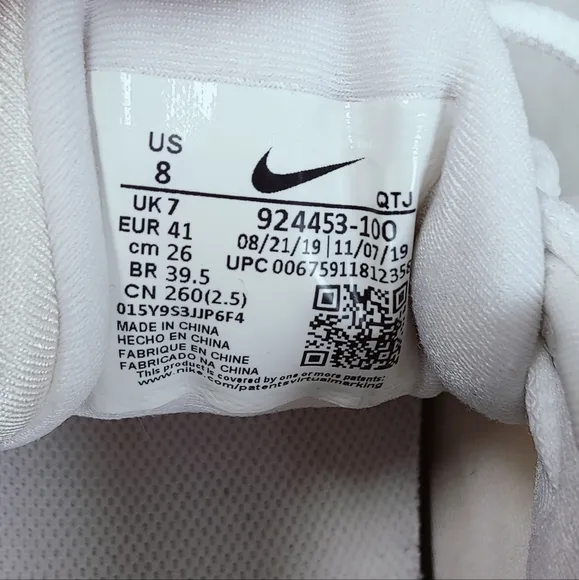 US
8
QTJ
UK 7
EUR 41
cm 26
BR 39.5
CN 260(2.5)
924453-100
08/21/19|11/07/19
UPC 00675911812358
015Y9S3JJP6F4
MADE IN CHINA
HECHO EN CHINA
FABRIQUE EN CHINE
FABRICADO NA CHINA
This product is covered by one or more patents
www.nike.com/patentsvirtualmarking